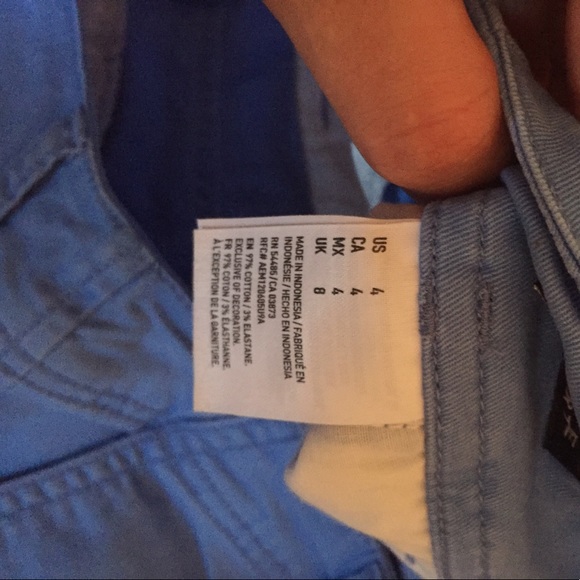 US 4
CA 4
MX 4
UK 8
MADE IN INDONESIA / FABRIQUÉ EN
INDONÉSIE / HECHO EN INDONESIA
RN 54485 / CA 03873
RFC# AEM120605U9A
EN 97% COTTON / 3% ELASTANE.
EXCLUSIVE OF DECORATION.
FR 97% COTON / 3% ÉLASTHANNE.
À L'EXCEPTION DE LA GARNITURE.